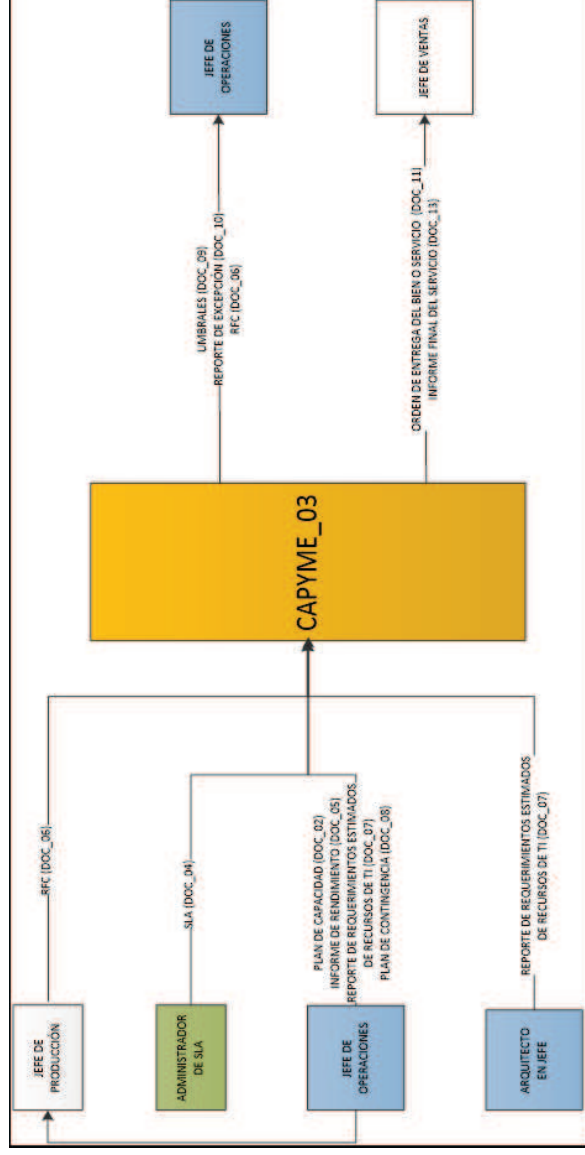 JEFE DE
PRODUCCIÓN
RFC (DOC_06)
ADMINISTRADOR
DE SLA
SLA (DOC_04)
JEFE DE
OPERACIONES
PLAN DE CAPACIDAD (DOC_02)
INFORME DE RENDIMIENTO (DOC_05)
REPORTE DE REQUERIMIENTOS ESTIMADOS
DE RECURSOS DE TI (DOC_07)
PLAN DE CONTINGENCIA (DOC_08)
ARQUITECTO
EN JEFE
REPORTE DE REQUERIMIENTOS ESTIMADOS
DE RECURSOS DE TI (DOC_07)
CAPYME_03
UMBRALES (DOC_09)
REPORTE DE EXCEPCIÓN (DOC_10)
RFC (DOC_06)
JEFE DE
OPERACIONES
ORDEN DE ENTREGA DEL BIEN O SERVICIO (DOC_11)
INFORME FINAL DEL SERVICIO (DOC_13)
JEFE DE VENTAS